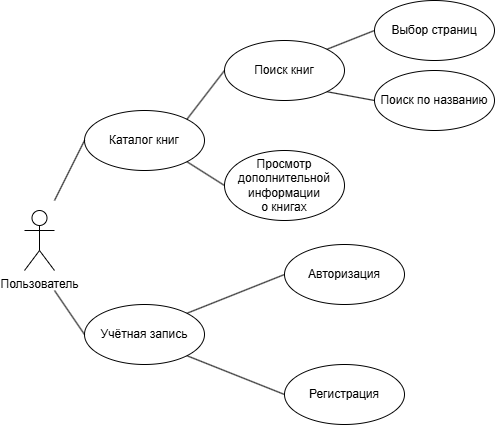 Выбор страниц
Поиск книг
Поиск по названию
Каталог книг
Просмотр
дополнительной
информации
о книгах
Пользователь
Авторизация
Учётная запись
Регистрация